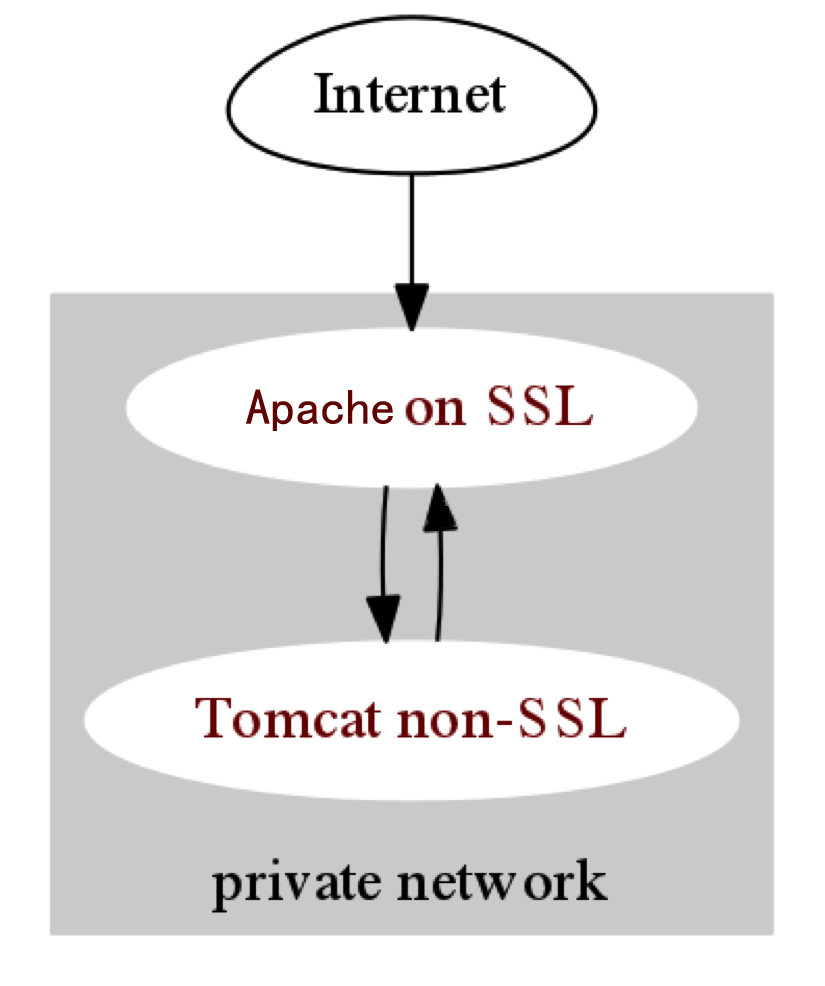 Internet
Apache on SSL
Tomcat non-SSL
private network